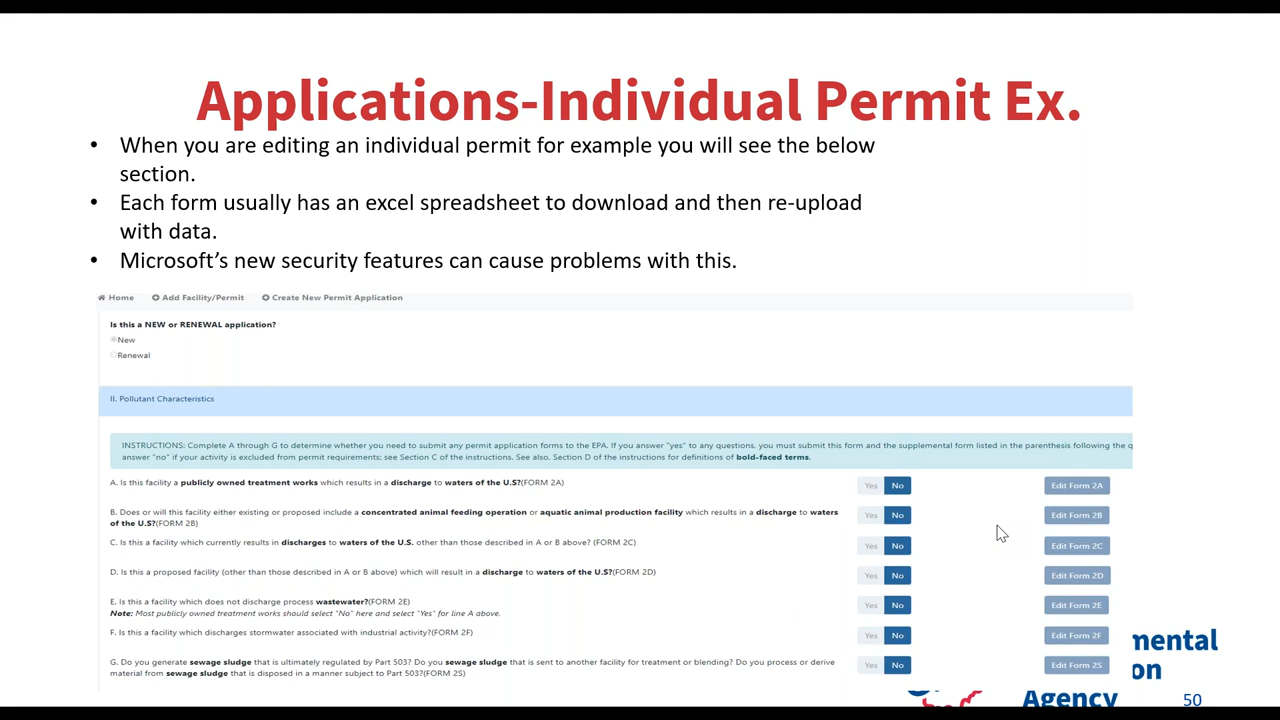 Applications-Individual Permit Ex.
• When you are editing an individual permit for example you will see the below
section.
• Each form usually has an excel spreadsheet to download and then re-upload
with data.
• Microsoft’s new security features can cause problems with this.
Home Add Facility/Permit Create New Permit Application
Is this a NEW or RENEWAL application?
New
Renewal
II. Pollutant Characteristics
INSTRUCTIONS: Complete A through G to determine whether you need to submit any permit application forms to the EPA. If you answer "yes" to any questions, you must submit this form and the supplemental form listed in the parenthesis following the q
answer "no" if your activity is excluded from permit requirements; see Section C of the instructions. See also, Section D of the instructions for definitions of bold-faced terms.
A. Is this facility a publicly owned treatment works which results in a discharge to waters of the U.S?(FORM 2A) Yes No Edit Form 2A
B. Does or will this facility either existing or proposed include a concentrated animal feeding operation or aquatic animal production facility which results in a discharge to waters
of the U.S?(FORM 2B) Yes No Edit Form 2B
C. Is this a facility which currently results in discharges to waters of the U.S. other than those described in A or B above? (FORM 2C) Yes No Edit Form 2C
D. Is this a proposed facility (other than those described in A or B above) which will result in a discharge to waters of the U.S?(FORM 2D) Yes No Edit Form 2D
E. Is this a facility which does not discharge process wastewater?(FORM 2E) Yes No Edit Form 2E
Note: Most publicly owned treatment works should select "No" here and select "Yes" for line A above.
F. Is this a facility which discharges stormwater associated with industrial activity?(FORM 2F) Yes No Edit Form 2F
G. Do you generate sewage sludge that is ultimately regulated by Part 503? Do you sewage sludge that is sent to another facility for treatment or blending? Do you process or derive
material from sewage sludge that is disposed in a manner subject to Part 503?(FORM 2S) Yes No Edit Form 2S
mental
on
Agency
50